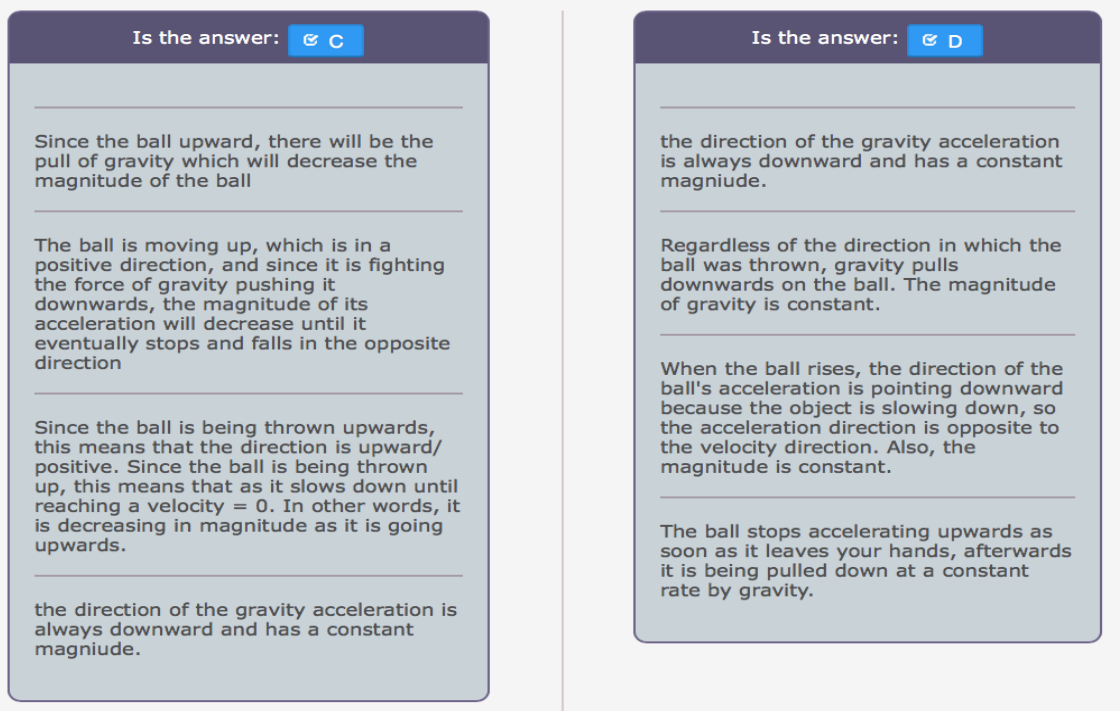 Is the answer: C
Since the ball upward, there will be the
pull of gravity which will decrease the
magnitude of the ball
The ball is moving up, which is in a
positive direction, and since it is fighting
the force of gravity pushing it
downwards, the magnitude of its
acceleration will decrease until it
eventually stops and falls in the opposite
direction
Since the ball is being thrown upwards,
this means that the direction is upward/
positive. Since the ball is being thrown
up, this means that as it slows down until
reaching a velocity = 0. In other words, it
is decreasing in magnitude as it is going
upwards.
the direction of the gravity acceleration is
always downward and has a constant
magniude.
Is the answer: D
the direction of the gravity acceleration
is always downward and has a constant
magniude.
Regardless of the direction in which the
ball was thrown, gravity pulls
downwards on the ball. The magnitude
of gravity is constant.
When the ball rises, the direction of the
ball's acceleration is pointing downward
because the object is slowing down, so
the acceleration direction is opposite to
the velocity direction. Also, the
magnitude is constant.
The ball stops accelerating upwards as
soon as it leaves your hands, afterwards
it is being pulled down at a constant
rate by gravity.